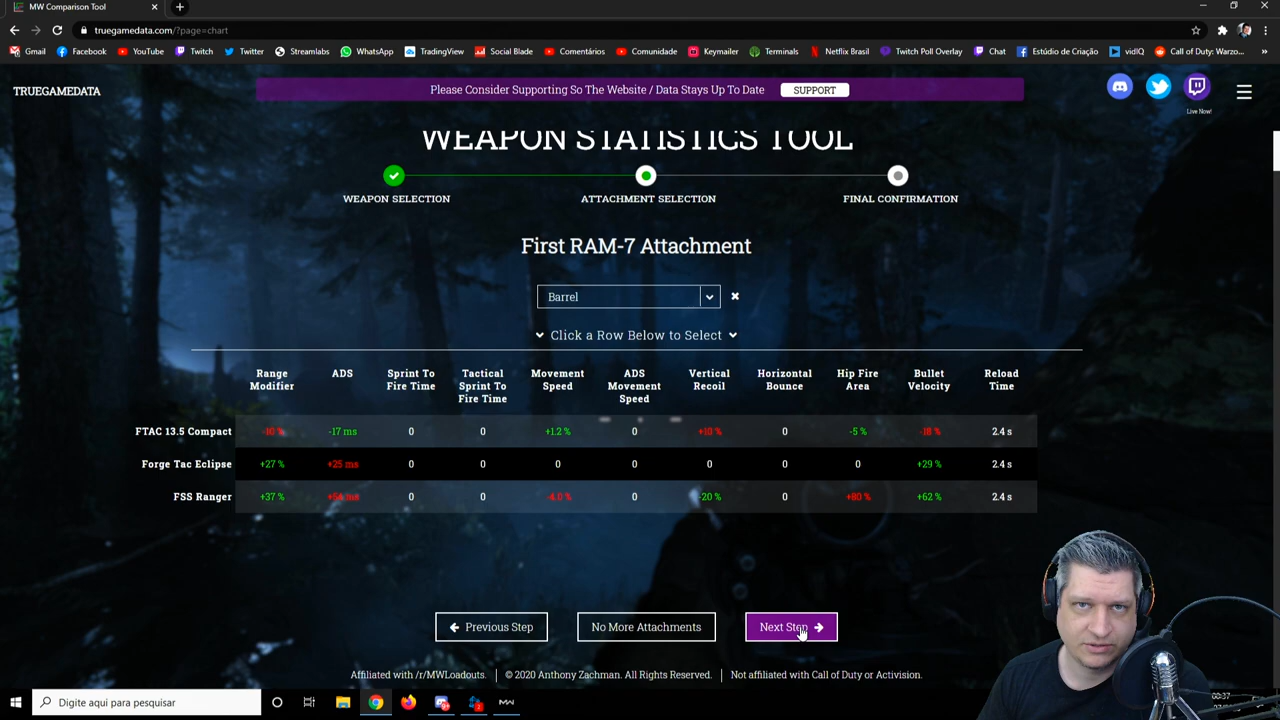 MW Comparison Tool
truegamedata.com/?page=chart
Gmail Facebook YouTube Twitch Twitter Streamlabs WhatsApp TradingView Social Blade Comentários Comunidade Keymailer Terminals Netflix Brasil Twitch Poll Overlay Chat Estúdio de Criação vidIQ Call of Duty: Warzo...
TRUEGAMEDATA
Please Consider Supporting So The Website / Data Stays Up To Date SUPPORT
Live Now!
WEAPON STATISTICS TOOL
WEAPON SELECTION ATTACHMENT SELECTION FINAL CONFIRMATION
First RAM-7 Attachment
Barrel
Click a Row Below to Select
Range Modifier ADS Sprint To Fire Time Tactical Sprint To Fire Time Movement Speed ADS Movement Speed Vertical Recoil Horizontal Bounce Hip Fire Area Bullet Velocity Reload Time
FTAC 13.5 Compact -10 % -17 ms 0 0 +1.2 % 0 +10 % 0 -5 % -18 % 2.4 s
Forge Tac Eclipse +27 % +25 ms 0 0 0 0 0 0 0 +29 % 2.4 s
FSS Ranger +37 % 0 0 -4.0 % 0 -20 % 0 +80 % +62 % 2.4 s
Previous Step No More Attachments Next Step
Affiliated with /r/MWLoadouts. © 2020 Anthony Zachman. All Rights Reserved. Not affiliated with Call of Duty or Activision.
Digite aqui para pesquisar
00:37